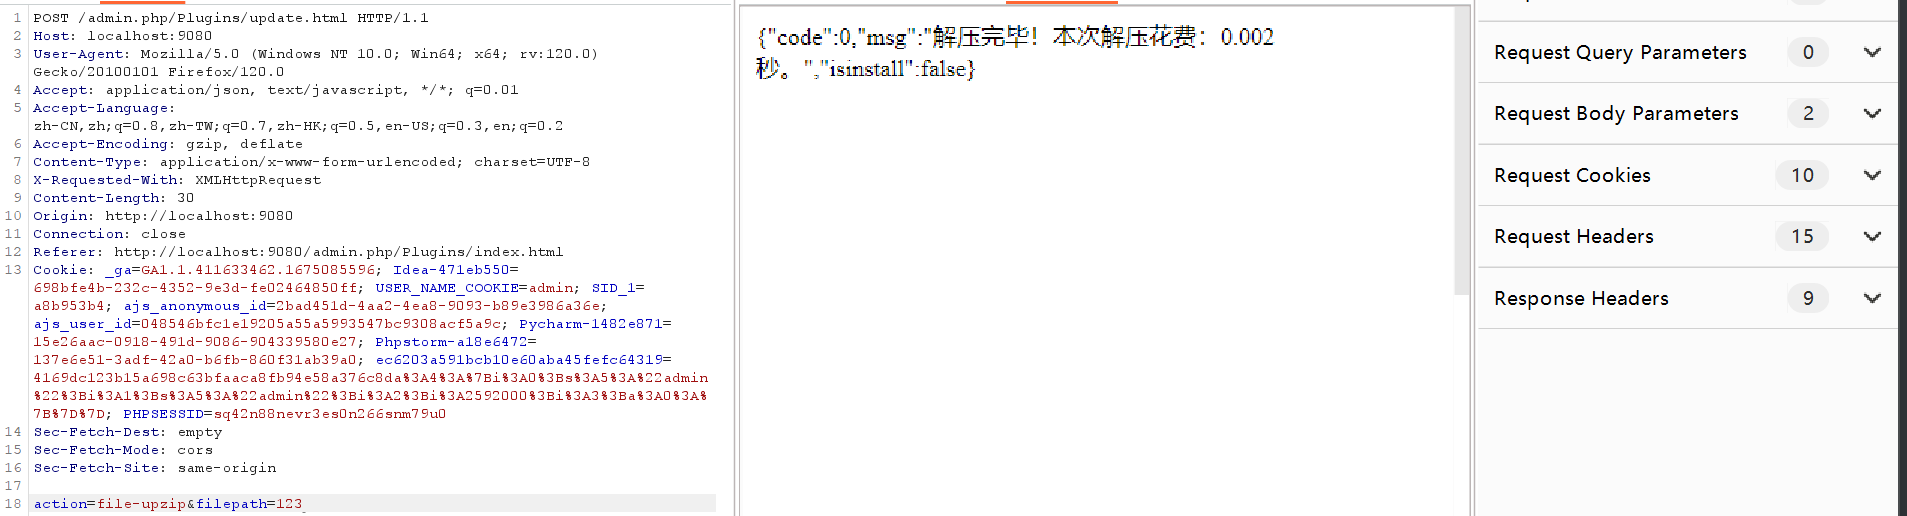 1 POST /admin.php/Plugins/update.html HTTP/1.1
2 Host: localhost:9080
3 User-Agent: Mozilla/5.0 (Windows NT 10.0; Win64; x64; rv:120.0)
Gecko/20100101 Firefox/120.0
4 Accept: application/json, text/javascript, */*; q=0.01
5 Accept-Language:
zh-CN,zh;q=0.8,zh-TW;q=0.7,zh-HK;q=0.5,en-US;q=0.3,en;q=0.2
6 Accept-Encoding: gzip, deflate
7 Content-Type: application/x-www-form-urlencoded; charset=UTF-8
8 X-Requested-With: XMLHttpRequest
9 Content-Length: 30
10 Origin: http://localhost:9080
11 Connection: close
12 Referer: http://localhost:9080/admin.php/Plugins/index.html
13 Cookie: _ga=GA1.1.411633462.1675085596; Idea-471eb550=
698bfe4b-232c-4352-9e3d-fe02464850ff; USER_NAME_COOKIE=admin; SID_1=
a8b953b4; ajs_anonymous_id=2bad451d-4aa2-4ea8-9093-b89e3986a36e;
ajs_user_id=048546bfc1e19205a55a5993547bc9308acf5a9c; Pycharm-1482e871=
15e26aac-0918-491d-9086-904339580e27; Phpstorm-a18e6472=
137e6e51-3adf-42a0-b6fb-860f31ab39a0; ec6203a591bcb10e60aba45fefc64319=
4169dc123b15a698c63bfaaca8fb94e58a376c8da%3A4%3A%7Bi%3A0%3Bs%3A5%3A%22admin
%22%3Bi%3A1%3Bs%3A5%3A%22admin%22%3Bi%3A2%3Bi%3A2592000%3Bi%3A3%3Ba%3A0%3A%
7B%7D%7D; PHPSESSID=sq42n88nevr3es0n266snm79u0
14 Sec-Fetch-Dest: empty
15 Sec-Fetch-Mode: cors
16 Sec-Fetch-Site: same-origin
17
18 action=file-upzip&filepath=123
{"code":0,"msg":"解压完毕！本次解压花费：0.002
秒。","isinstall":false}
Request Query Parameters 0
Request Body Parameters 2
Request Cookies 10
Request Headers 15
Response Headers 9